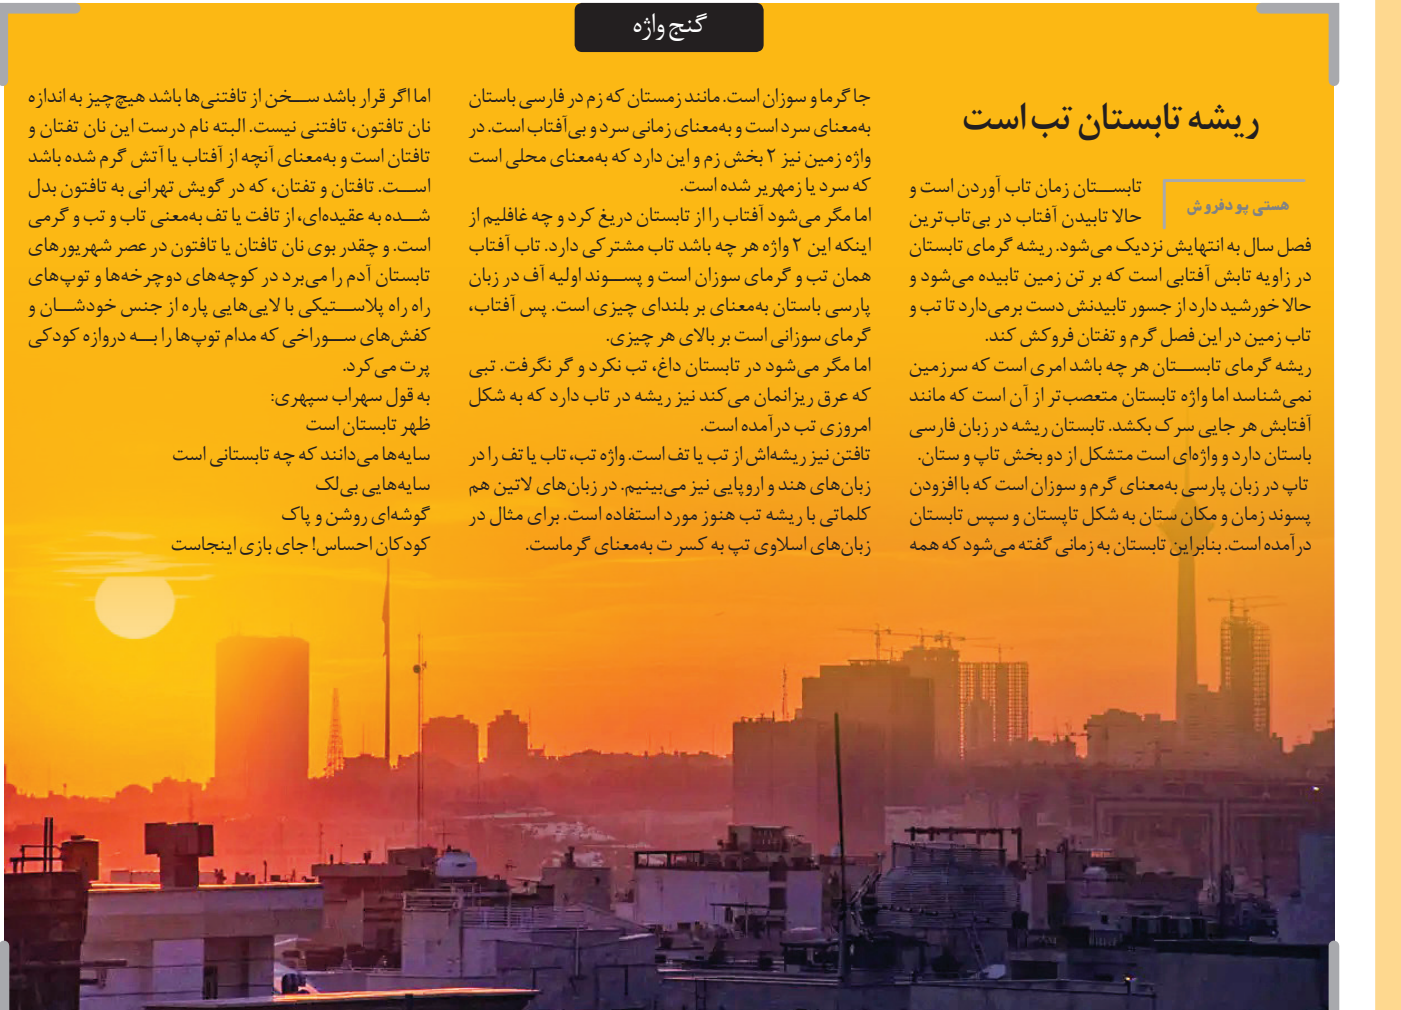 گنج واژه
ریشه تابستان تب است
هستی پودفروش
تابستان زمان تاب آوردن است و
حالا تابیدن آفتاب در بی‌تاب‌ترین
فصل سال به انتهایش نزدیک می‌شود. ریشه گرمای تابستان
در زاویه تابش آفتابی است که بر تن زمین تابیده می‌شود و
حالا خورشید دارد از جسور تابیدنش دست برمی‌دارد تا تب و
تاب زمین در این فصل گرم و تفتان فروکش کند.
ریشه گرمای تابستان هر چه باشد امری است که سرزمین
نمی‌شناسد اما واژه تابستان متعصب‌تر از آن است که مانند
آفتابش هر جایی سرک بکشد. تابستان ریشه در زبان فارسی
باستان دارد و واژه‌ای است متشکل از دو بخش تاپ و ستان.
تاپ در زبان پارسی به‌معنای گرم و سوزان است که با افزودن
پسوند زمان و مکان ستان به شکل تاپستان و سپس تابستان
درآمده است. بنابراین تابستان به زمانی گفته می‌شود که همه
جا گرما و سوزان است. مانند زمستان که زم در فارسی باستان
به‌معنای سرد است و به‌معنای زمانی سرد و بی‌آفتاب است. در
واژه زمین نیز ۲ بخش زم و این دارد که به‌معنای محلی است
که سرد یا زمهریر شده است.
اما مگر می‌شود آفتاب را از تابستان دریغ کرد و چه غافلیم از
اینکه این ۲ واژه هر چه باشد تاب مشترکی دارد. تاب آفتاب
همان تب و گرمای سوزان است و پسوند اولیه آف در زبان
پارسی باستان به‌معنای بر بلندای چیزی است. پس آفتاب،
گرمای سوزانی است بر بالای هر چیزی.
اما مگر می‌شود در تابستان داغ، تب نکرد و گر نگرفت. تبی
که عرق ریزانمان می‌کند نیز ریشه در تاب دارد که به شکل
امروزی تب درآمده است.
تافتن نیز ریشه‌اش از تب یا تف است. واژه تب، تاب یا تف را در
زبان‌های هند و اروپایی نیز می‌بینیم. در زبان‌های لاتین هم
کلماتی با ریشه تب هنوز مورد استفاده است. برای مثال در
زبان‌های اسلاوی تپ به کسر ت به‌معنای گرماست.
اما اگر قرار باشد سخن از تافتنی‌ها باشد هیچ‌چیز به اندازه
نان تافتون، تافتنی نیست. البته نام درست این نان تفتان و
تافتان است و به‌معنای آنچه از آفتاب یا آتش گرم شده باشد
است. تافتان و تفتان، که در گویش تهرانی به تافتون بدل
شده به عقیده‌ای، از تافت یا تف به‌معنی تاب و تب و گرمی
است. و چقدر بوی نان تافتان یا تافتون در عصر شهریورهای
تابستان آدم را می‌برد در کوچه‌های دوچرخه‌ها و توپ‌های
راه راه پلاستیکی با لایی‌هایی پاره از جنس خودشان و
کفش‌های سوراخی که مدام توپ‌ها را به دروازه کودکی
پرت می‌کرد.
به قول سهراب سپهری:
ظهر تابستان است
سایه‌ها می‌دانند که چه تابستانی است
سایه‌هایی بی‌لک
گوشه‌ای روشن و پاک
کودکان احساس! جای بازی اینجاست